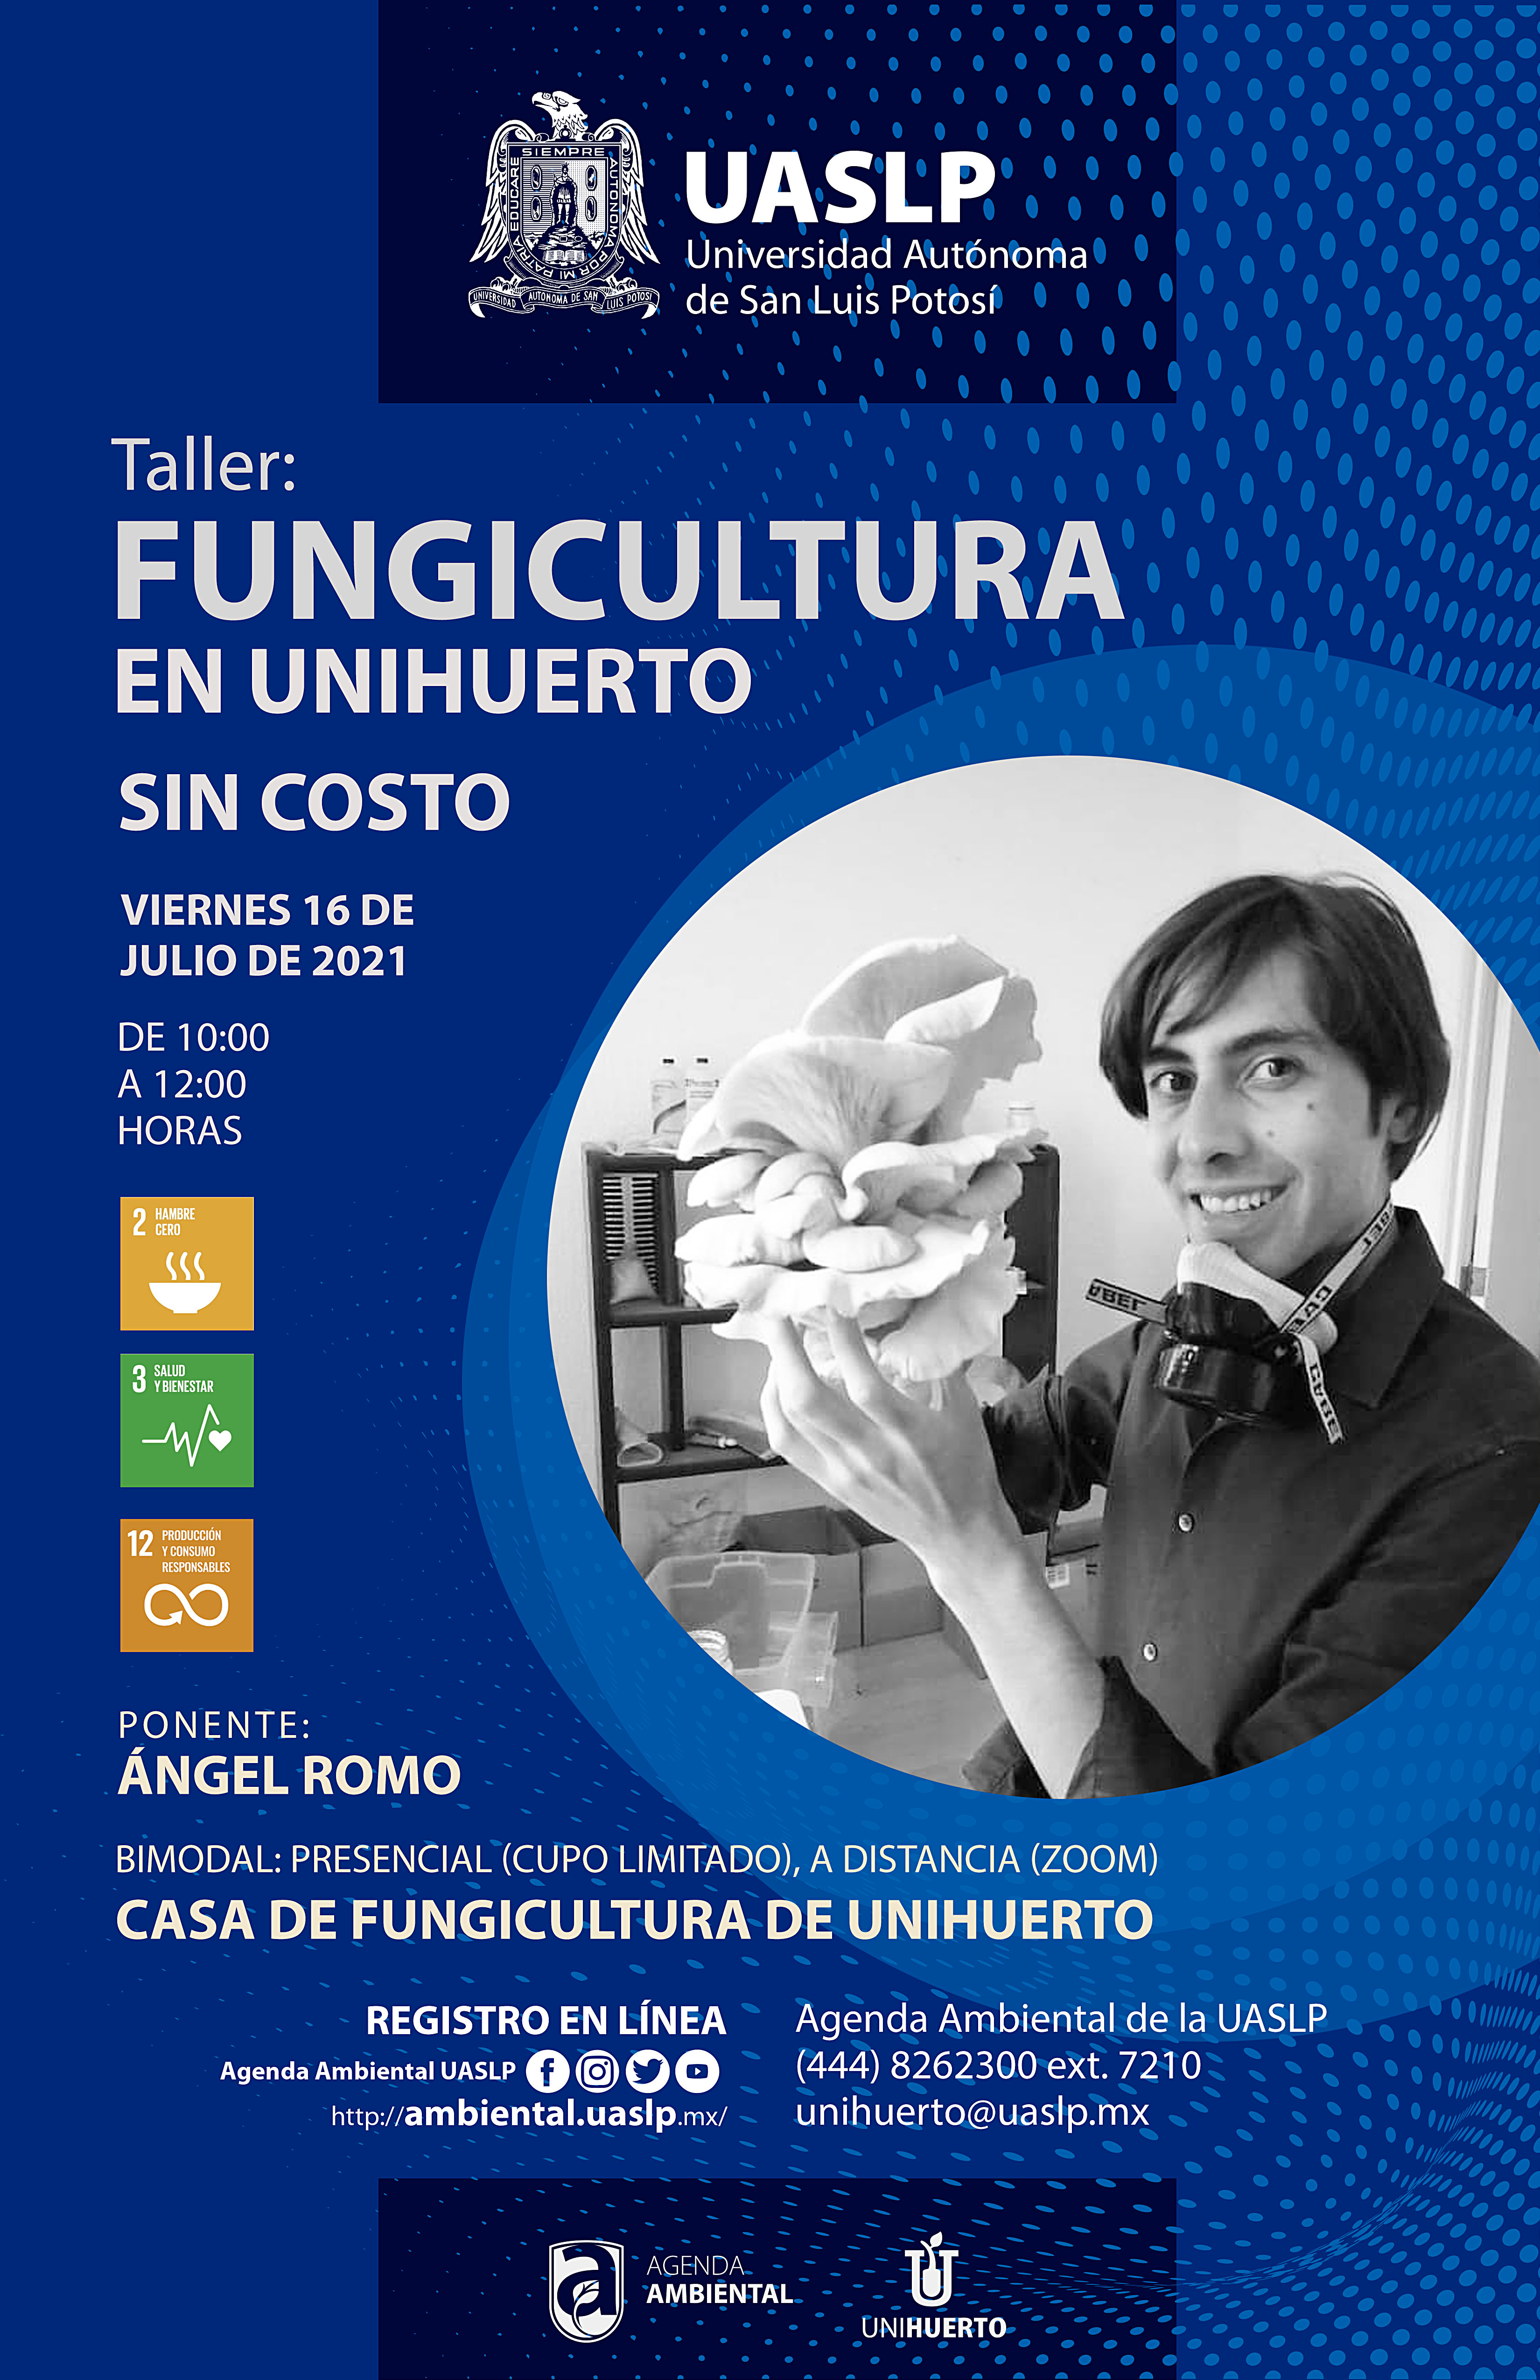 SIEMPRE AUTONOMA POR MI PATRIA EDUCARE
UNIVERSIDAD AUTONOMA DE SAN LUIS POTOSI
UASLP
Universidad Autónoma
de San Luis Potosí
Taller:
FUNGICULTURA
EN UNIHUERTO
SIN COSTO
VIERNES 16 DE
JULIO DE 2021
DE 10:00
A 12:00
HORAS
2 HAMBRE
CERO
3 SALUD
Y BIENESTAR
12 PRODUCCIÓN
Y CONSUMO
RESPONSABLES
PONENTE:
ÁNGEL ROMO
BIMODAL: PRESENCIAL (CUPO LIMITADO), A DISTANCIA (ZOOM)
CASA DE FUNGICULTURA DE UNIHUERTO
REGISTRO EN LÍNEA
Agenda Ambiental UASLP
http://ambiental.uaslp.mx/
Agenda Ambiental de la UASLP
(444) 8262300 ext. 7210
unihuerto@uaslp.mx
AGENDA
AMBIENTAL
UNIHUERTO